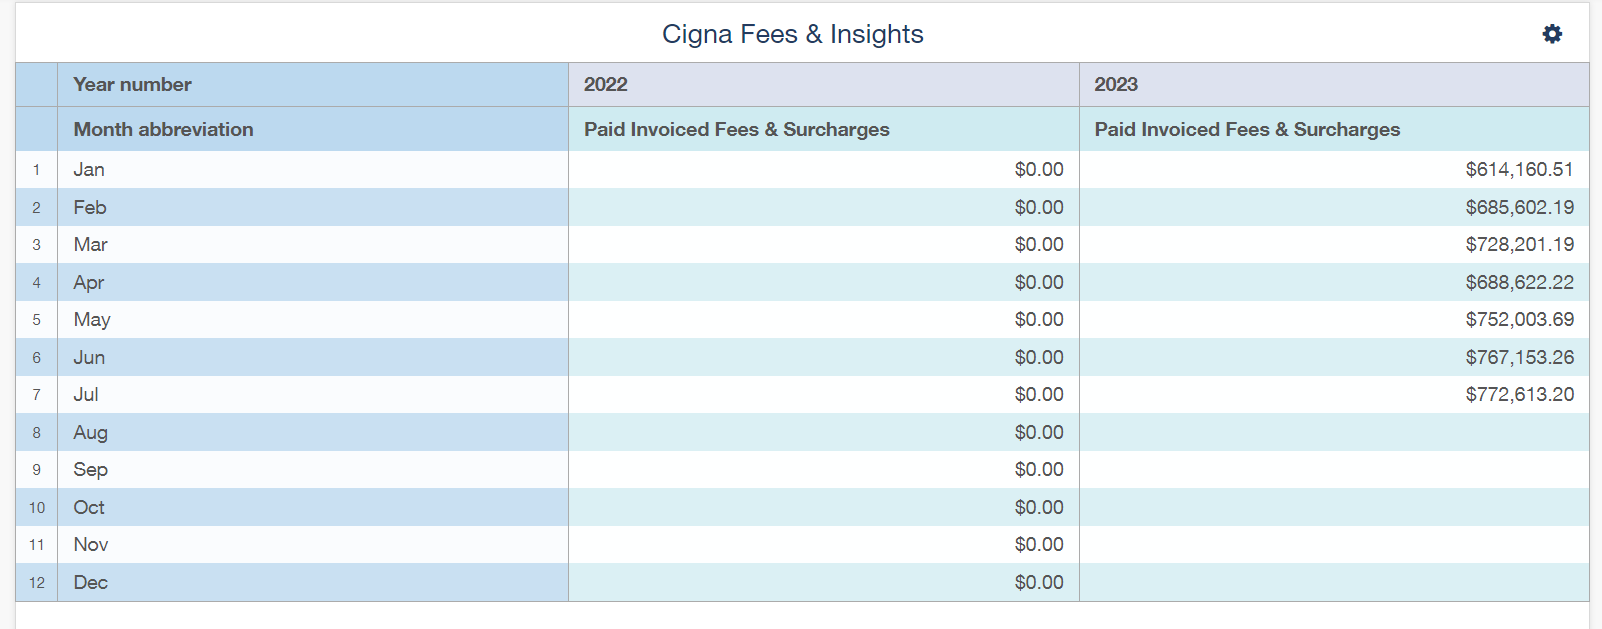 Cigna Fees & Insights
Year number 2022 2023
Month abbreviation Paid Invoiced Fees & Surcharges Paid Invoiced Fees & Surcharges
1 Jan $0.00 $614,160.51
2 Feb $0.00 $685,602.19
3 Mar $0.00 $728,201.19
4 Apr $0.00 $688,622.22
5 May $0.00 $752,003.69
6 Jun $0.00 $767,153.26
7 Jul $0.00 $772,613.20
8 Aug $0.00
9 Sep $0.00
10 Oct $0.00
11 Nov $0.00
12 Dec $0.00